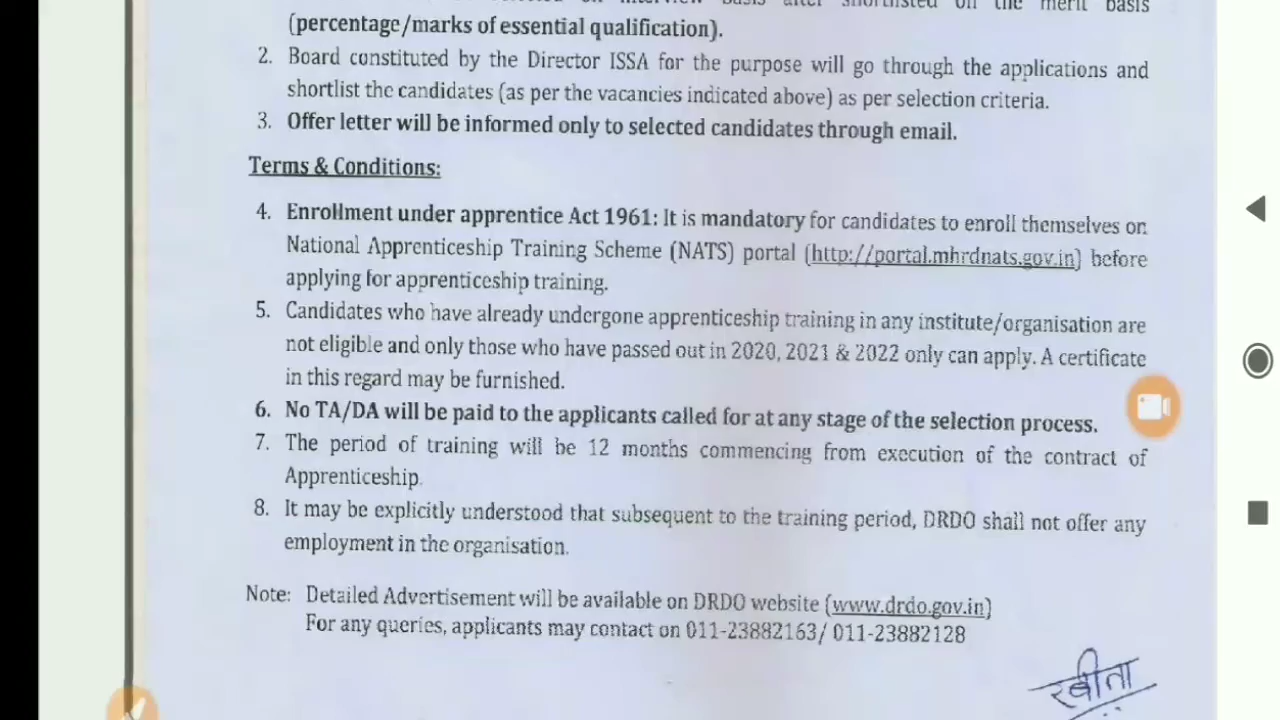 shortlisted on the merit basis
(percentage/marks of essential qualification).
2. Board constituted by the Director ISSA for the purpose will go through the applications and
shortlist the candidates (as per the vacancies indicated above) as per selection criteria.
3. Offer letter will be informed only to selected candidates through email.
Terms & Conditions:
4. Enrollment under apprentice Act 1961: It is mandatory for candidates to enroll themselves on
National Apprenticeship Training Scheme (NATS) portal (http://portal.mhrdnats.gov.in) before
applying for apprenticeship training.
5. Candidates who have already undergone apprenticeship training in any institute/organisation are
not eligible and only those who have passed out in 2020, 2021 & 2022 only can apply. A certificate
in this regard may be furnished.
6. No TA/DA will be paid to the applicants called for at any stage of the selection process.
7. The period of training will be 12 months commencing from execution of the contract of
Apprenticeship.
8. It may be explicitly understood that subsequent to the training period, DRDO shall not offer any
employment in the organisation.
Note: Detailed Advertisement will be available on DRDO website (www.drdo.gov.in)
For any queries, applicants may contact on 011-23882163/ 011-23882128
रबीता